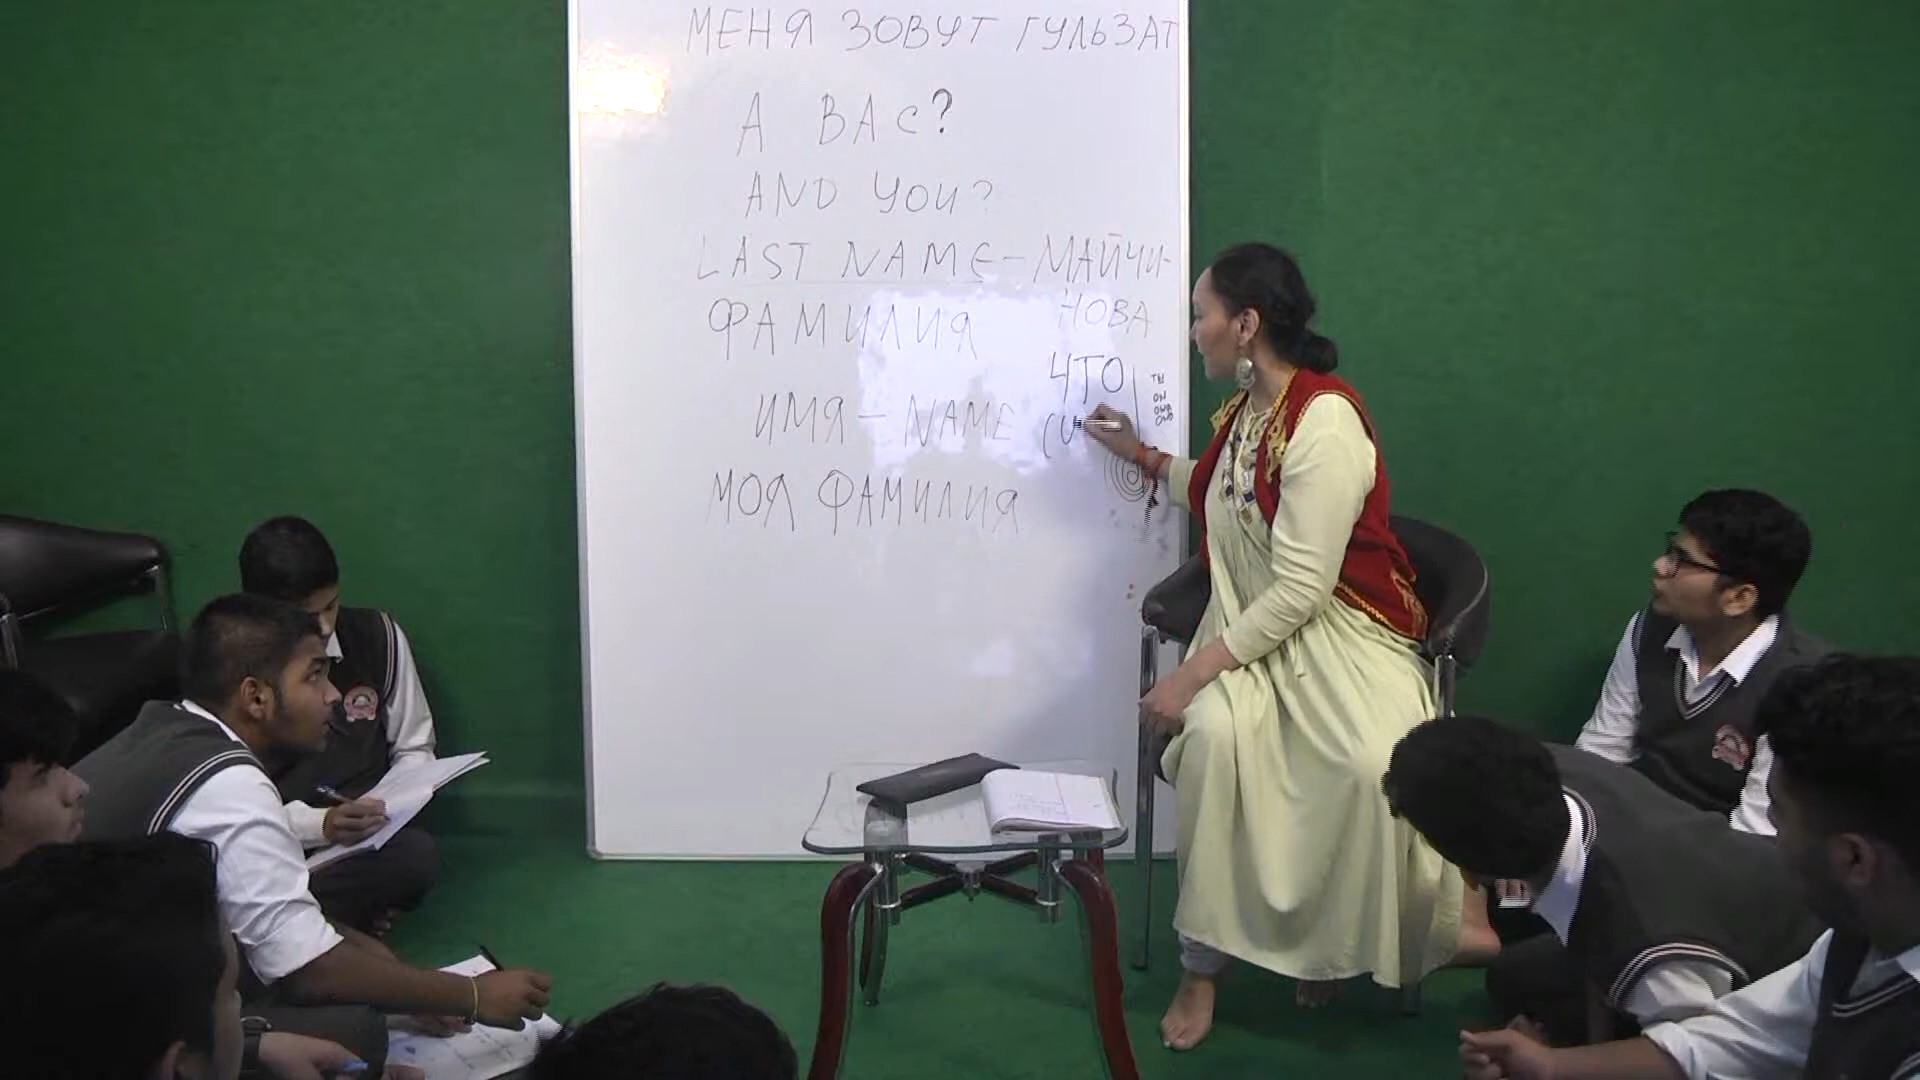 МЕНЯ ЗОВУТ ГУЛЬЗАТ
А ВАС?
AND YOU?
LAST NAME – МАЙЧИ-
НОВА
ФАМИЛИЯ
ЧТО
ИМЯ – NAME
МОЯ ФАМИЛИЯ